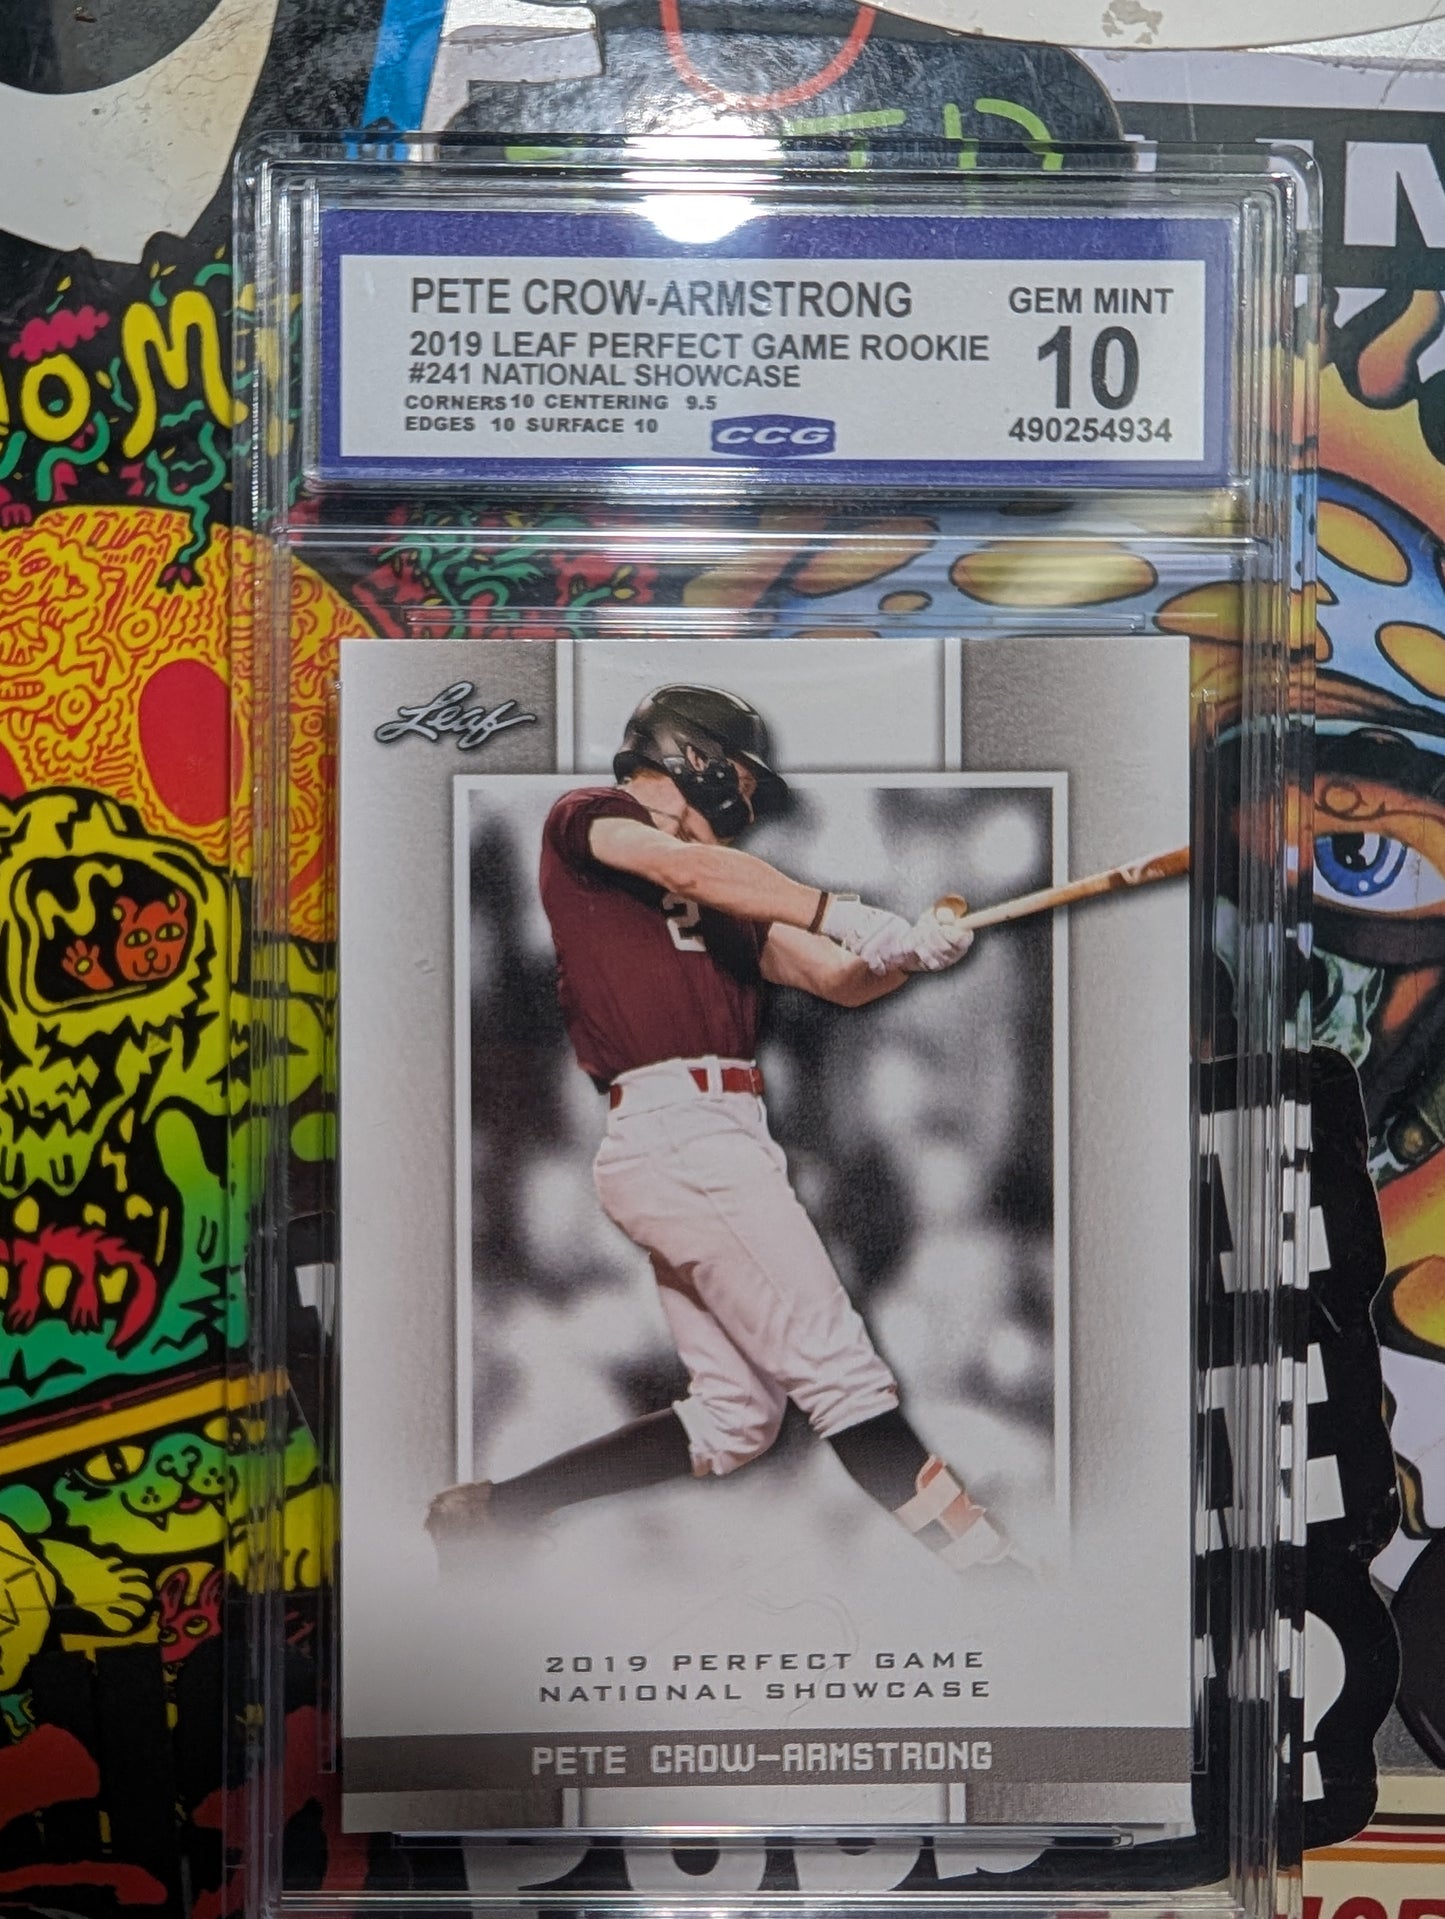 PETE CROW-ARMSTRONG
2019 LEAF PERFECT GAME ROOKIE
#241 NATIONAL SHOWCASE
CORNERS 10 CENTERING 9.5
EDGES 10 SURFACE 10
CCG
GEM MINT
10
490254934
Leaf
2
2019 PERFECT GAME
NATIONAL SHOWCASE
PETE CROW-ARMSTRONG